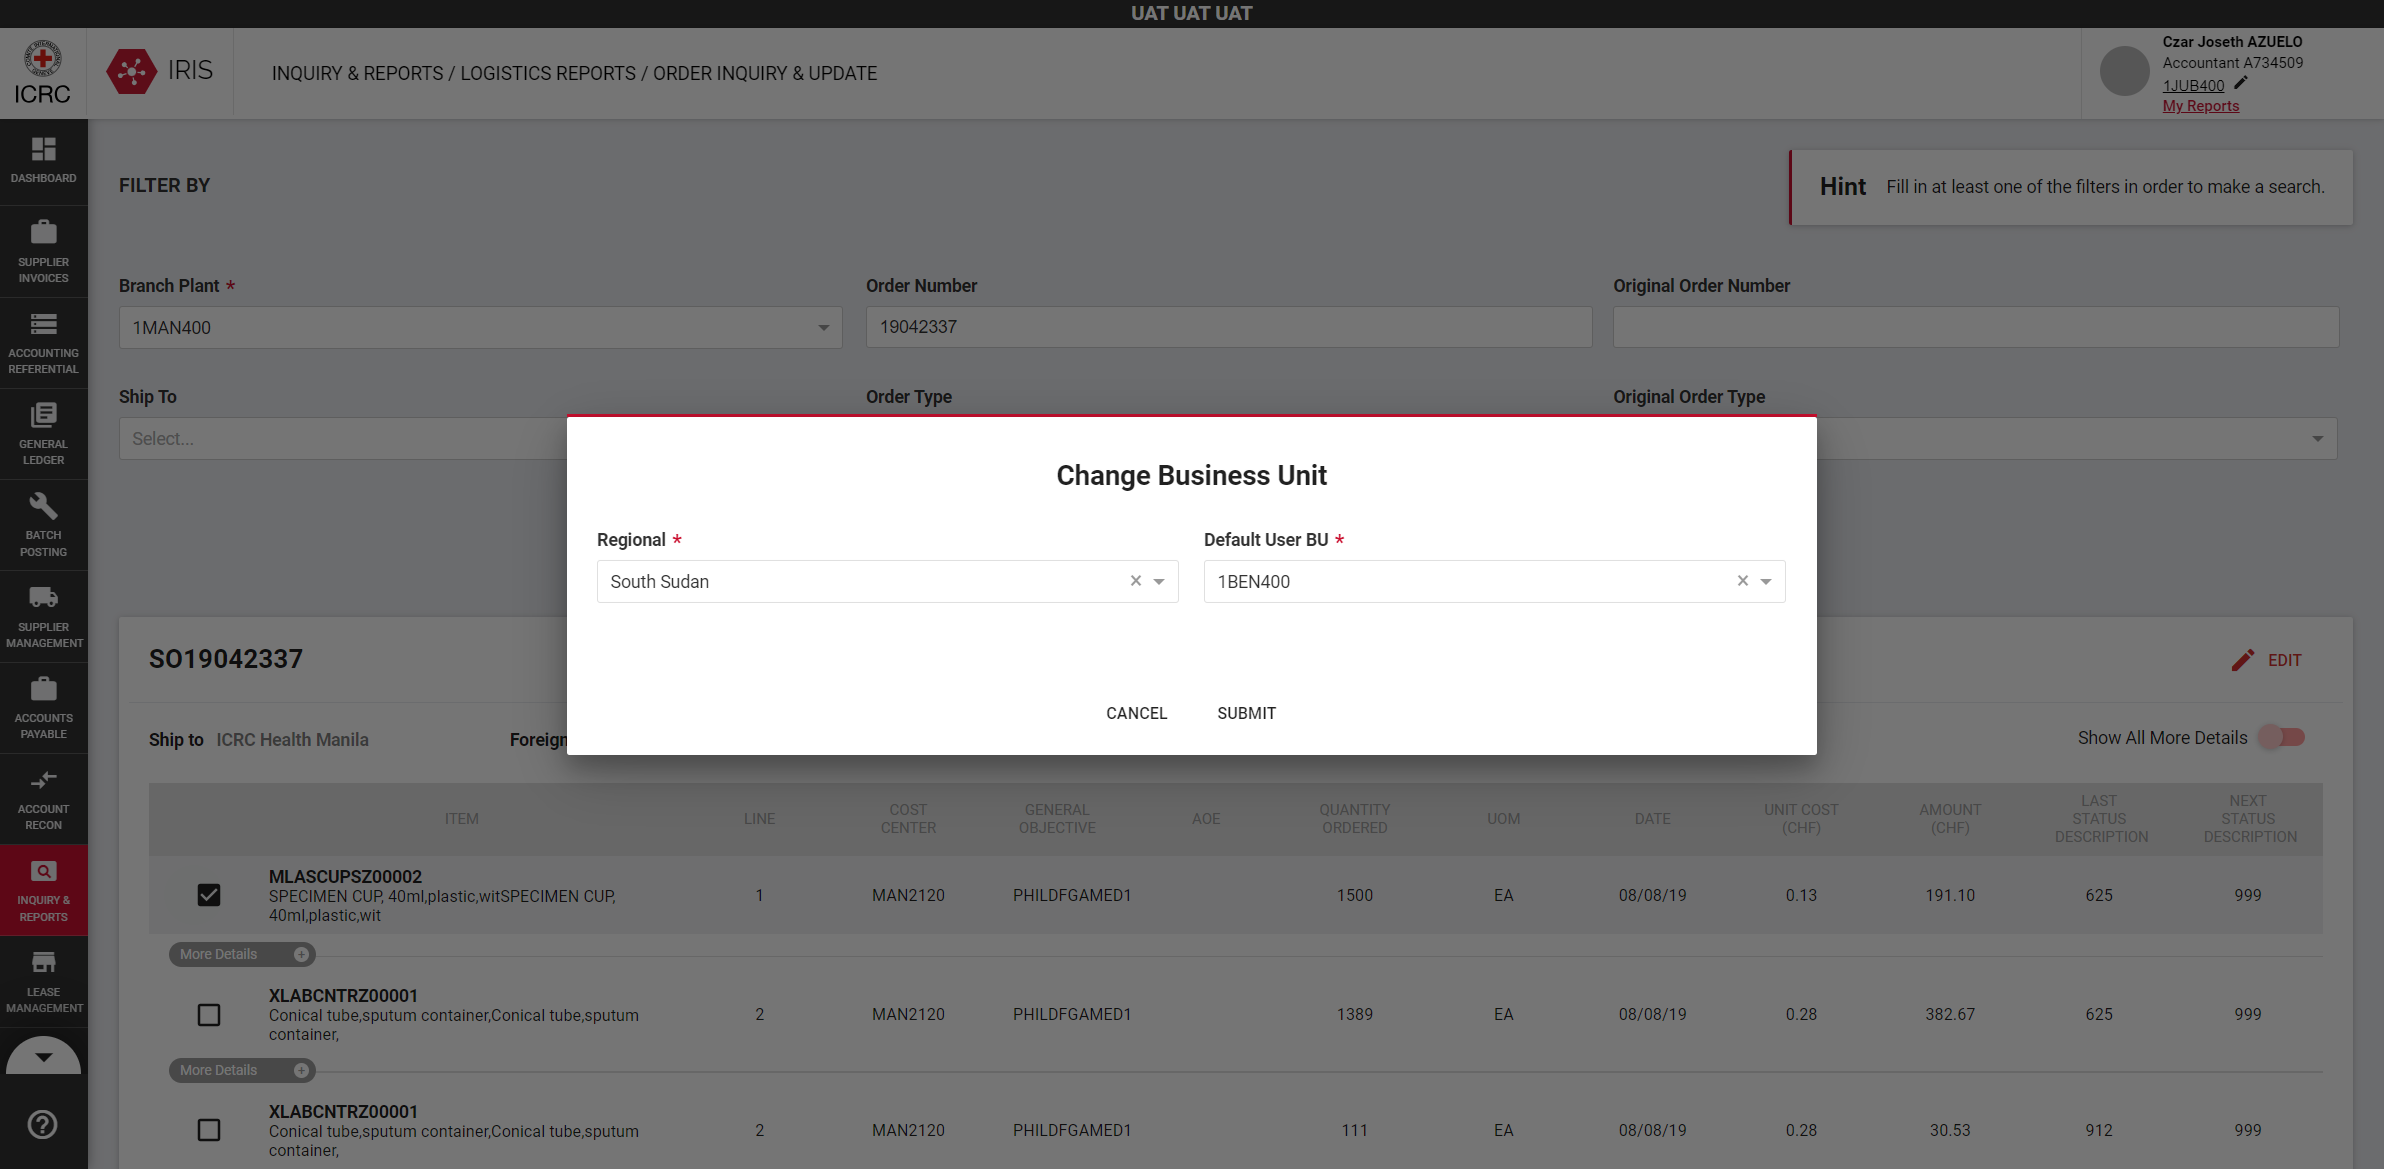 UAT UAT UAT
ICRC
IRIS
INQUIRY & REPORTS / LOGISTICS REPORTS / ORDER INQUIRY & UPDATE
Czar Joseth AZUELO
Accountant A734509
1JUB400
My Reports
DASHBOARD
SUPPLIER
INVOICES
ACCOUNTING
REFERENTIAL
GENERAL
LEDGER
BATCH
POSTING
SUPPLIER
MANAGEMENT
ACCOUNTS
PAYABLE
ACCOUNT
RECON
INQUIRY &
REPORTS
LEASE
MANAGEMENT
FILTER BY
Hint Fill in at least one of the filters in order to make a search.
Branch Plant * Order Number Original Order Number
1MAN400 19042337
Ship To Order Type Original Order Type
Select...
Change Business Unit
Regional * Default User BU *
South Sudan 1BEN400
CANCEL SUBMIT
SO19042337 EDIT
Ship to ICRC Health Manila Foreign Show All More Details
ITEM LINE COST CENTER GENERAL OBJECTIVE AOE QUANTITY ORDERED UOM DATE UNIT COST (CHF) AMOUNT (CHF) LAST STATUS DESCRIPTION NEXT STATUS DESCRIPTION
MLASCUPSZ00002
SPECIMEN CUP, 40ml,plastic,witSPECIMEN CUP, 1 MAN2120 PHILDFGAMED1 1500 EA 08/08/19 0.13 191.10 625 999
40ml,plastic,wit
More Details
XLABCNTRZ00001
Conical tube,sputum container,Conical tube,sputum 2 MAN2120 PHILDFGAMED1 1389 EA 08/08/19 0.28 382.67 625 999
container,
More Details
XLABCNTRZ00001
Conical tube,sputum container,Conical tube,sputum 2 MAN2120 PHILDFGAMED1 111 EA 08/08/19 0.28 30.53 912 999
container,